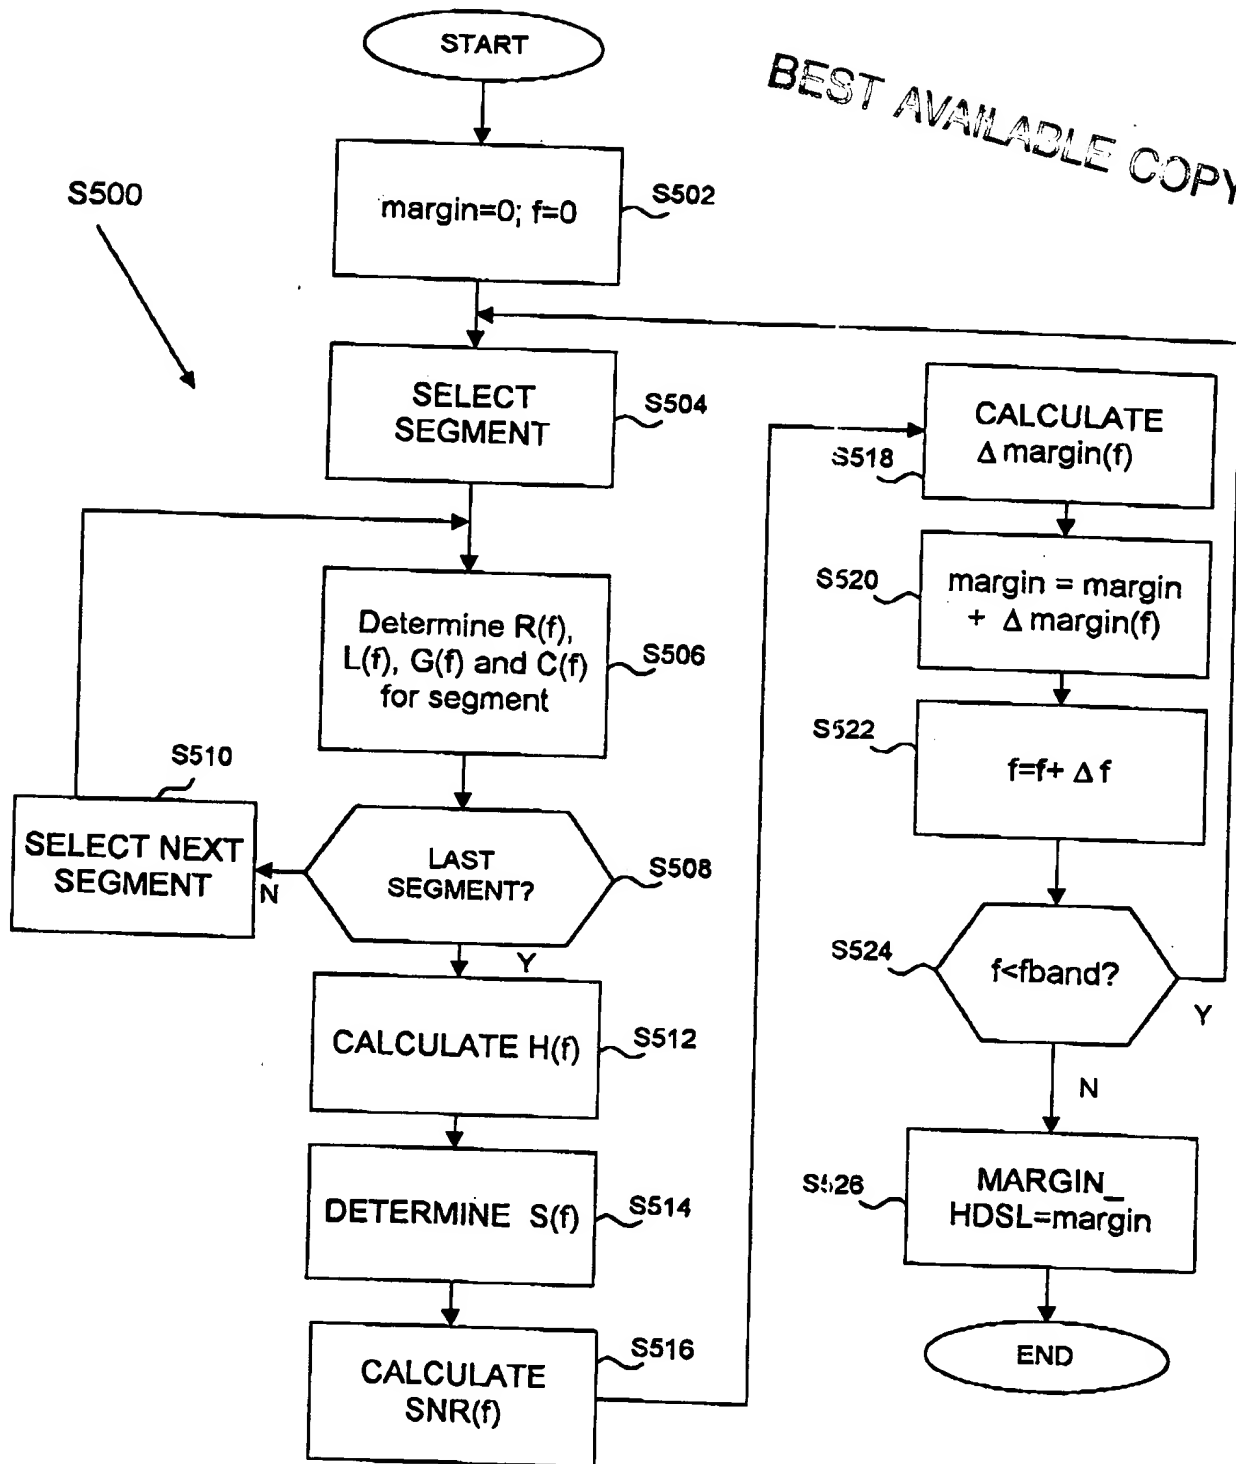 START
BEST AVAILABLE COPY
S500
margin=0; f=0
S502
SELECT
SEGMENT
S504
Determine R(f),
L(f), G(f) and C(f)
for segment
S506
S510
SELECT NEXT
SEGMENT
N
LAST
SEGMENT?
S508
Y
CALCULATE H(f)
S512
DETERMINE S(f)
S514
CALCULATE
SNR(f)
S516
CALCULATE
Δ margin(f)
S518
margin = margin
+ Δ margin(f)
S520
S522
f=f+ Δ f
S524
f<fband?
Y
N
S526
MARGIN_
HDSL=margin
END